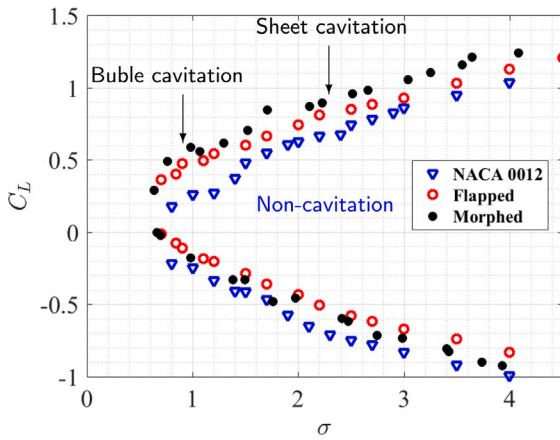 Sheet cavitation
Buble cavitation
Non-cavitation
NACA 0012
Flapped
Morphed
1.5
1
0.5
0
-0.5
-1
C_L
0
1
2
3
4
σ